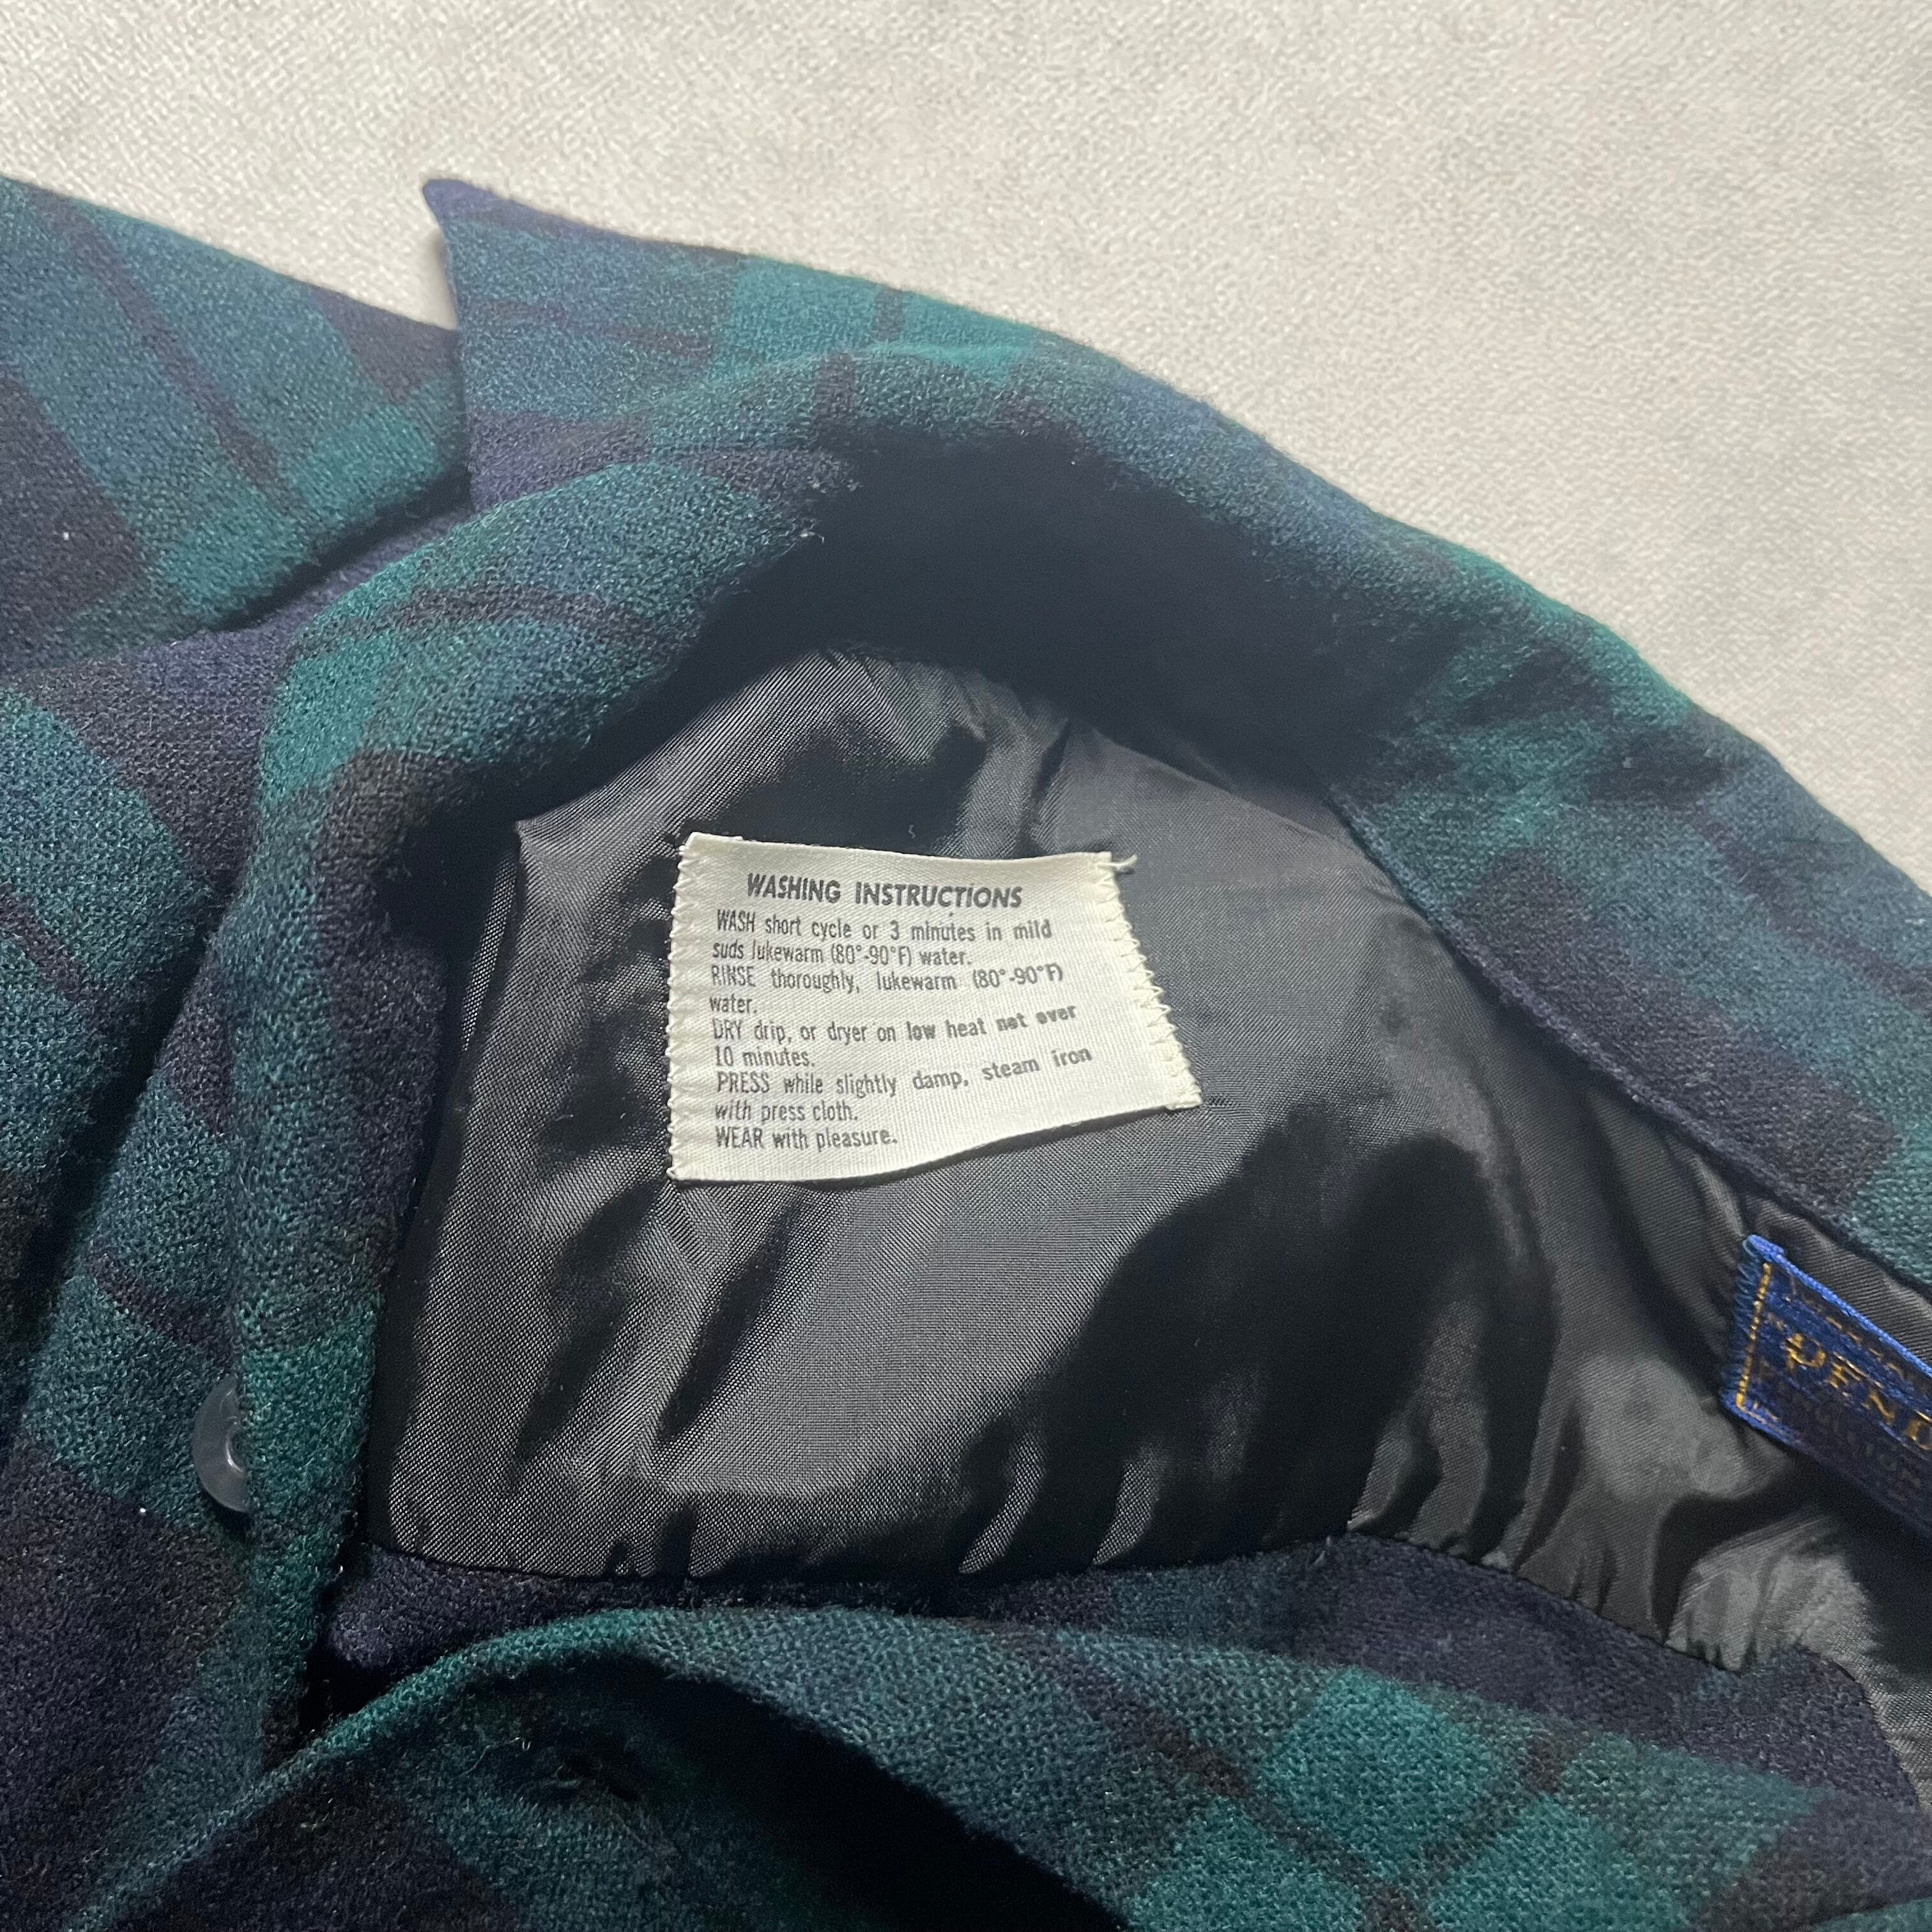 WASHING INSTRUCTIONS
WASH short cycle or 3 minutes in mild
suds lukewarm (80°-90°F) water.
RINSE thoroughly, lukewarm (80°-90°F)
water.
DRY drip, or dryer on low heat not over
10 minutes.
PRESS while slightly damp, steam iron
with press cloth.
WEAR with pleasure.
"PEND